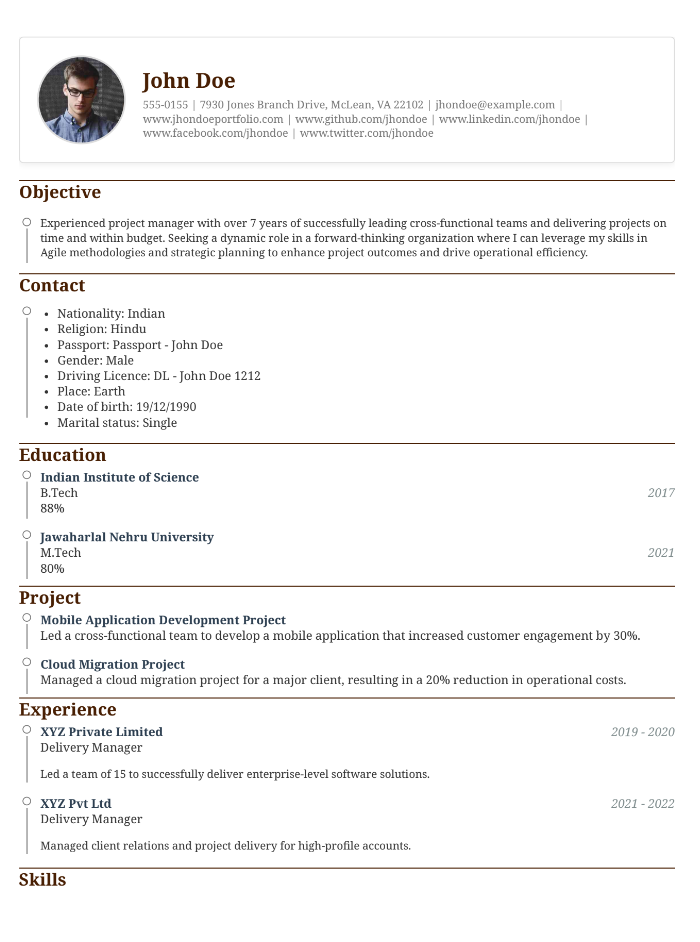 John Doe
555-0155 | 7930 Jones Branch Drive, McLean, VA 22102 | jhondoe@example.com |
www.jhondoeportfolio.com | www.github.com/jhondoe | www.linkedin.com/jhondoe |
www.facebook.com/jhondoe | www.twitter.com/jhondoe
Objective
Experienced project manager with over 7 years of successfully leading cross-functional teams and delivering projects on
time and within budget. Seeking a dynamic role in a forward-thinking organization where I can leverage my skills in
Agile methodologies and strategic planning to enhance project outcomes and drive operational efficiency.
Contact
• Nationality: Indian
• Religion: Hindu
• Passport: Passport - John Doe
• Gender: Male
• Driving Licence: DL - John Doe 1212
• Place: Earth
• Date of birth: 19/12/1990
• Marital status: Single
Education
Indian Institute of Science
B.Tech 2017
88%
Jawaharlal Nehru University
M.Tech 2021
80%
Project
Mobile Application Development Project
Led a cross-functional team to develop a mobile application that increased customer engagement by 30%.
Cloud Migration Project
Managed a cloud migration project for a major client, resulting in a 20% reduction in operational costs.
Experience
XYZ Private Limited 2019 - 2020
Delivery Manager
Led a team of 15 to successfully deliver enterprise-level software solutions.
XYZ Pvt Ltd 2021 - 2022
Delivery Manager
Managed client relations and project delivery for high-profile accounts.
Skills